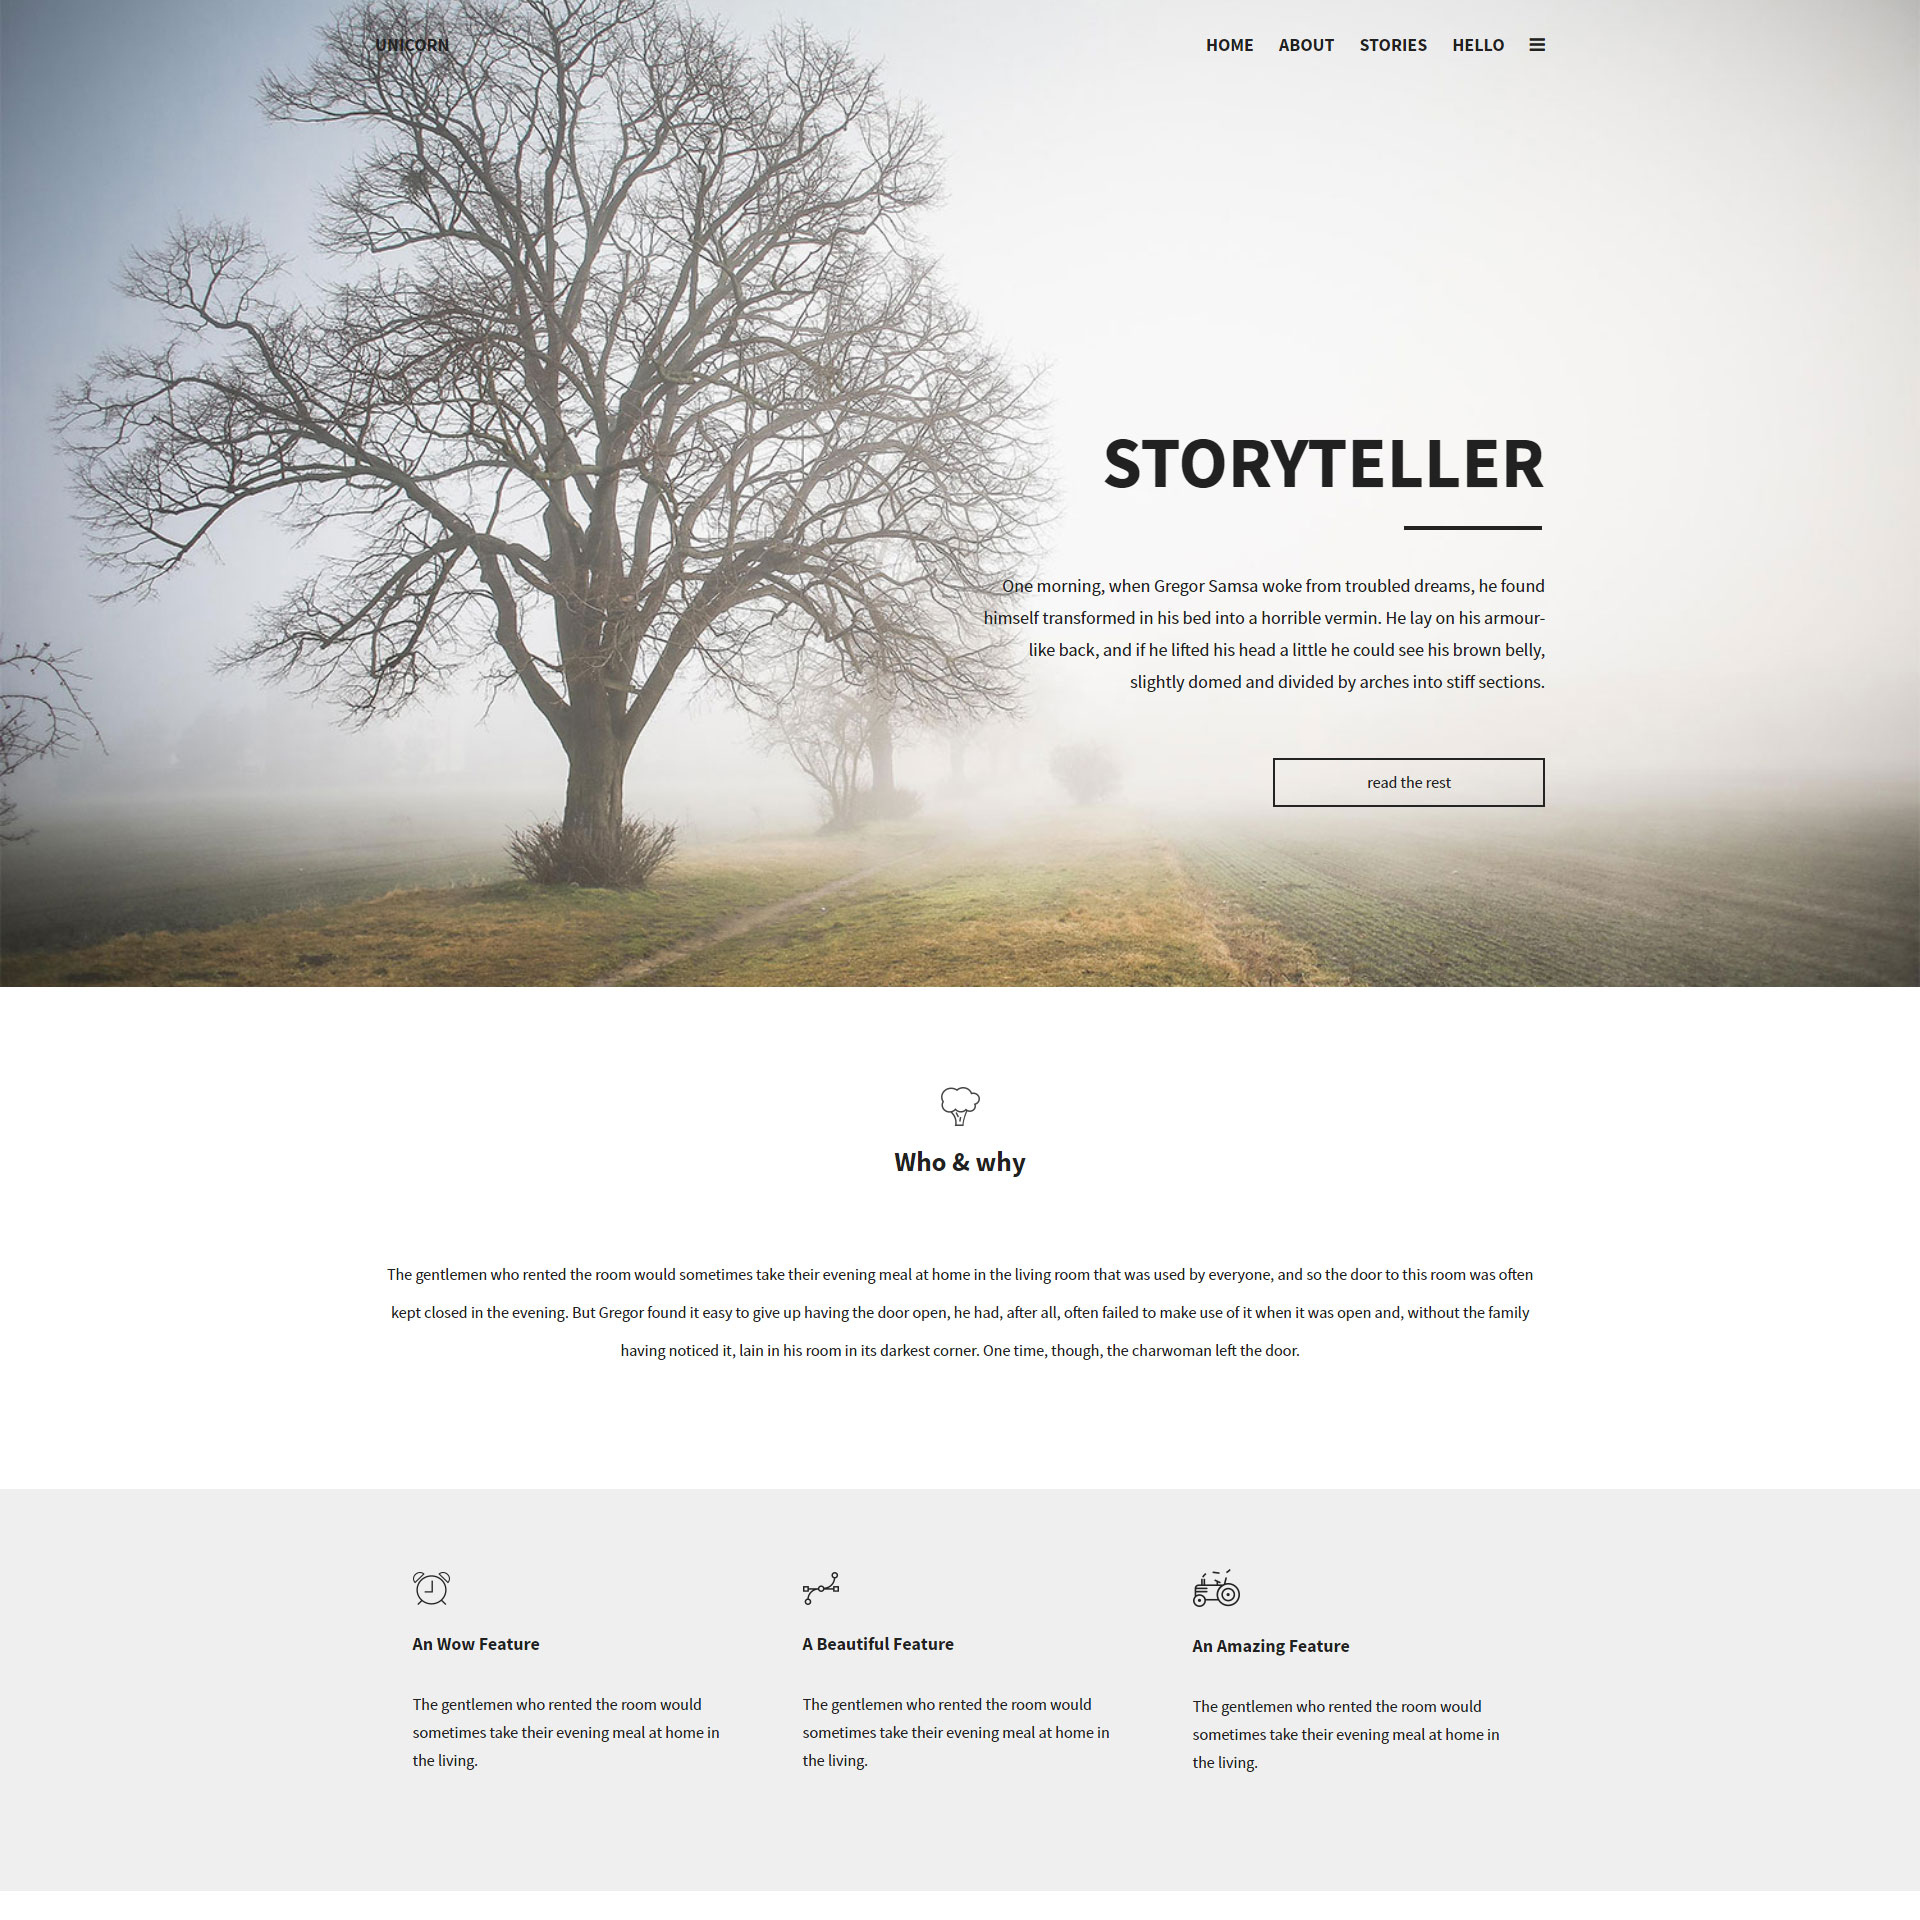 UNICORN
HOME ABOUT STORIES HELLO
STORYTELLER
One morning, when Gregor Samsa woke from troubled dreams, he found
himself transformed in his bed into a horrible vermin. He lay on his armour-
like back, and if he lifted his head a little he could see his brown belly,
slightly domed and divided by arches into stiff sections.
read the rest
Who & why
The gentlemen who rented the room would sometimes take their evening meal at home in the living room that was used by everyone, and so the door to this room was often
kept closed in the evening. But Gregor found it easy to give up having the door open, he had, after all, often failed to make use of it when it was open and, without the family
having noticed it, lain in his room in its darkest corner. One time, though, the charwoman left the door.
An Wow Feature
The gentlemen who rented the room would
sometimes take their evening meal at home in
the living.
A Beautiful Feature
The gentlemen who rented the room would
sometimes take their evening meal at home in
the living.
An Amazing Feature
The gentlemen who rented the room would
sometimes take their evening meal at home in
the living.